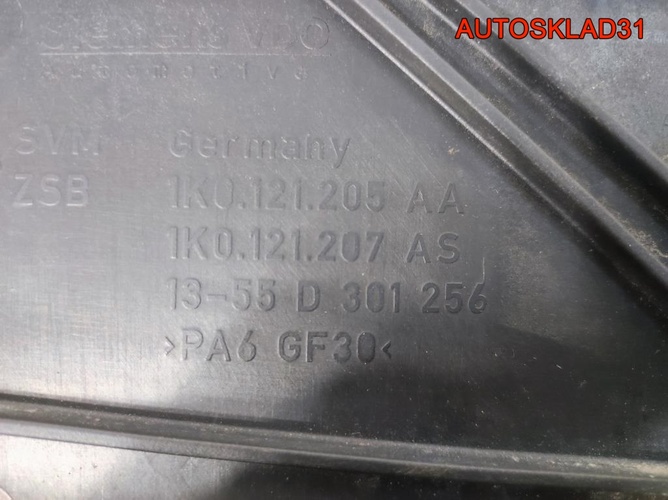 AUTOSKLAD31
Siemens VDO
automotive
SVM Germany
ZSB 1K0.121.205 AA
1K0.121.207 AS
13-55 D 301 256
>PA6 GF30<